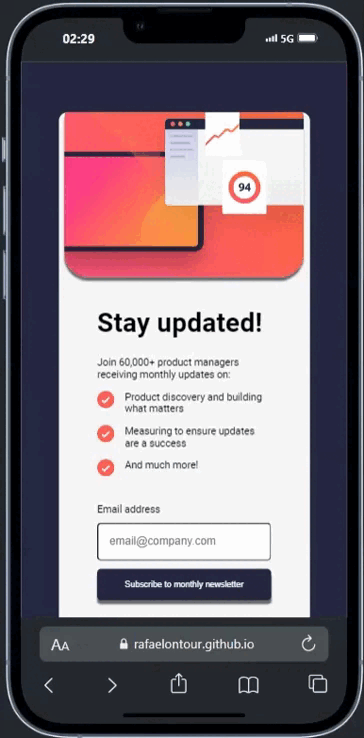 02:29
5G
94
Stay updated!
Join 60,000+ product managers
receiving monthly updates on:
Product discovery and building
what matters
Measuring to ensure updates
are a success
And much more!
Email address
email@company.com
Subscribe to monthly newsletter
AA
rafaelontour.github.io